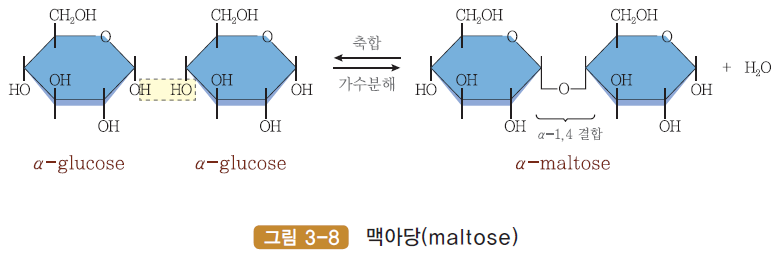 CH₂OH CH₂OH CH₂OH CH₂OH
O O O O
축합
OH OH OH OH + H₂O
HO OH HO OH 가수분해 HO O OH
OH OH OH OH
α-1,4 결합
α-glucose α-glucose α-maltose
그림 3-8 맥아당(maltose)